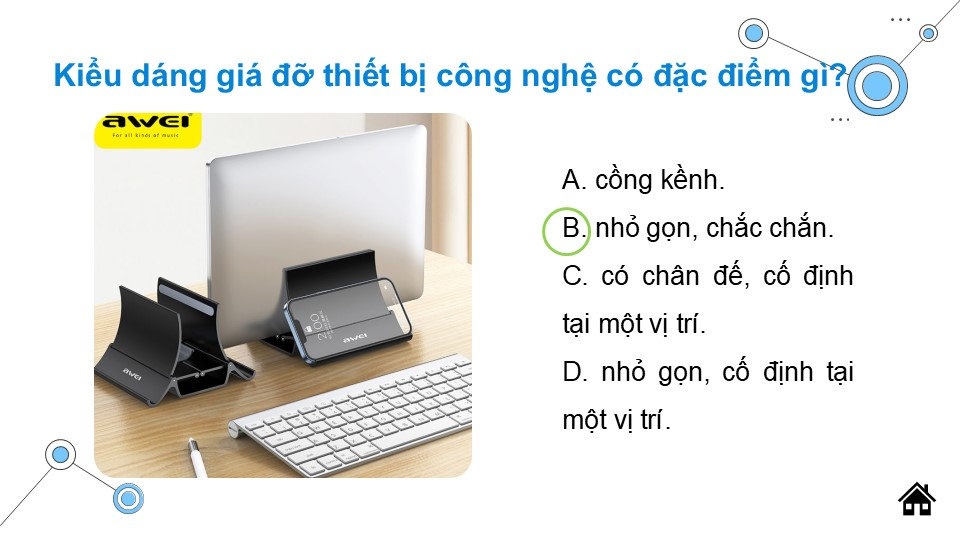 Kiểu dáng giá đỡ thiết bị công nghệ có đặc điểm gì?
awei
For all kinds of music
A. cồng kềnh.
B. nhỏ gọn, chắc chắn.
C. có chân đế, cố định
tại một vị trí.
D. nhỏ gọn, cố định tại
một vị trí.
awei
awei